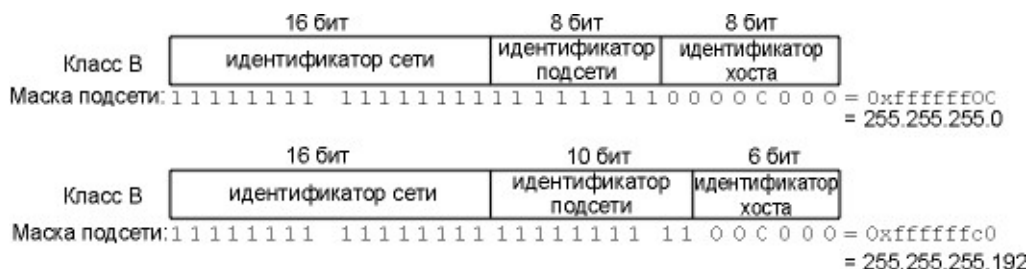 16 бит 8 бит 8 бит
Класс B идентификатор сети идентификатор подсети идентификатор хоста
Маска подсети: 1 1 1 1 1 1 1 1 1 1 1 1 1 1 1 1 1 1 1 1 1 1 1 1 0 0 0 0 C 0 0 0 = 0xffffff0C
= 255.255.255.0
16 бит 10 бит 6 бит
Класс B идентификатор сети идентификатор подсети идентификатор хоста
Маска подсети: 1 1 1 1 1 1 1 1 1 1 1 1 1 1 1 1 1 1 1 1 1 1 1 1 1 1 0 0 C 0 0 0 = 0xffffffc0
= 255.255.255.192